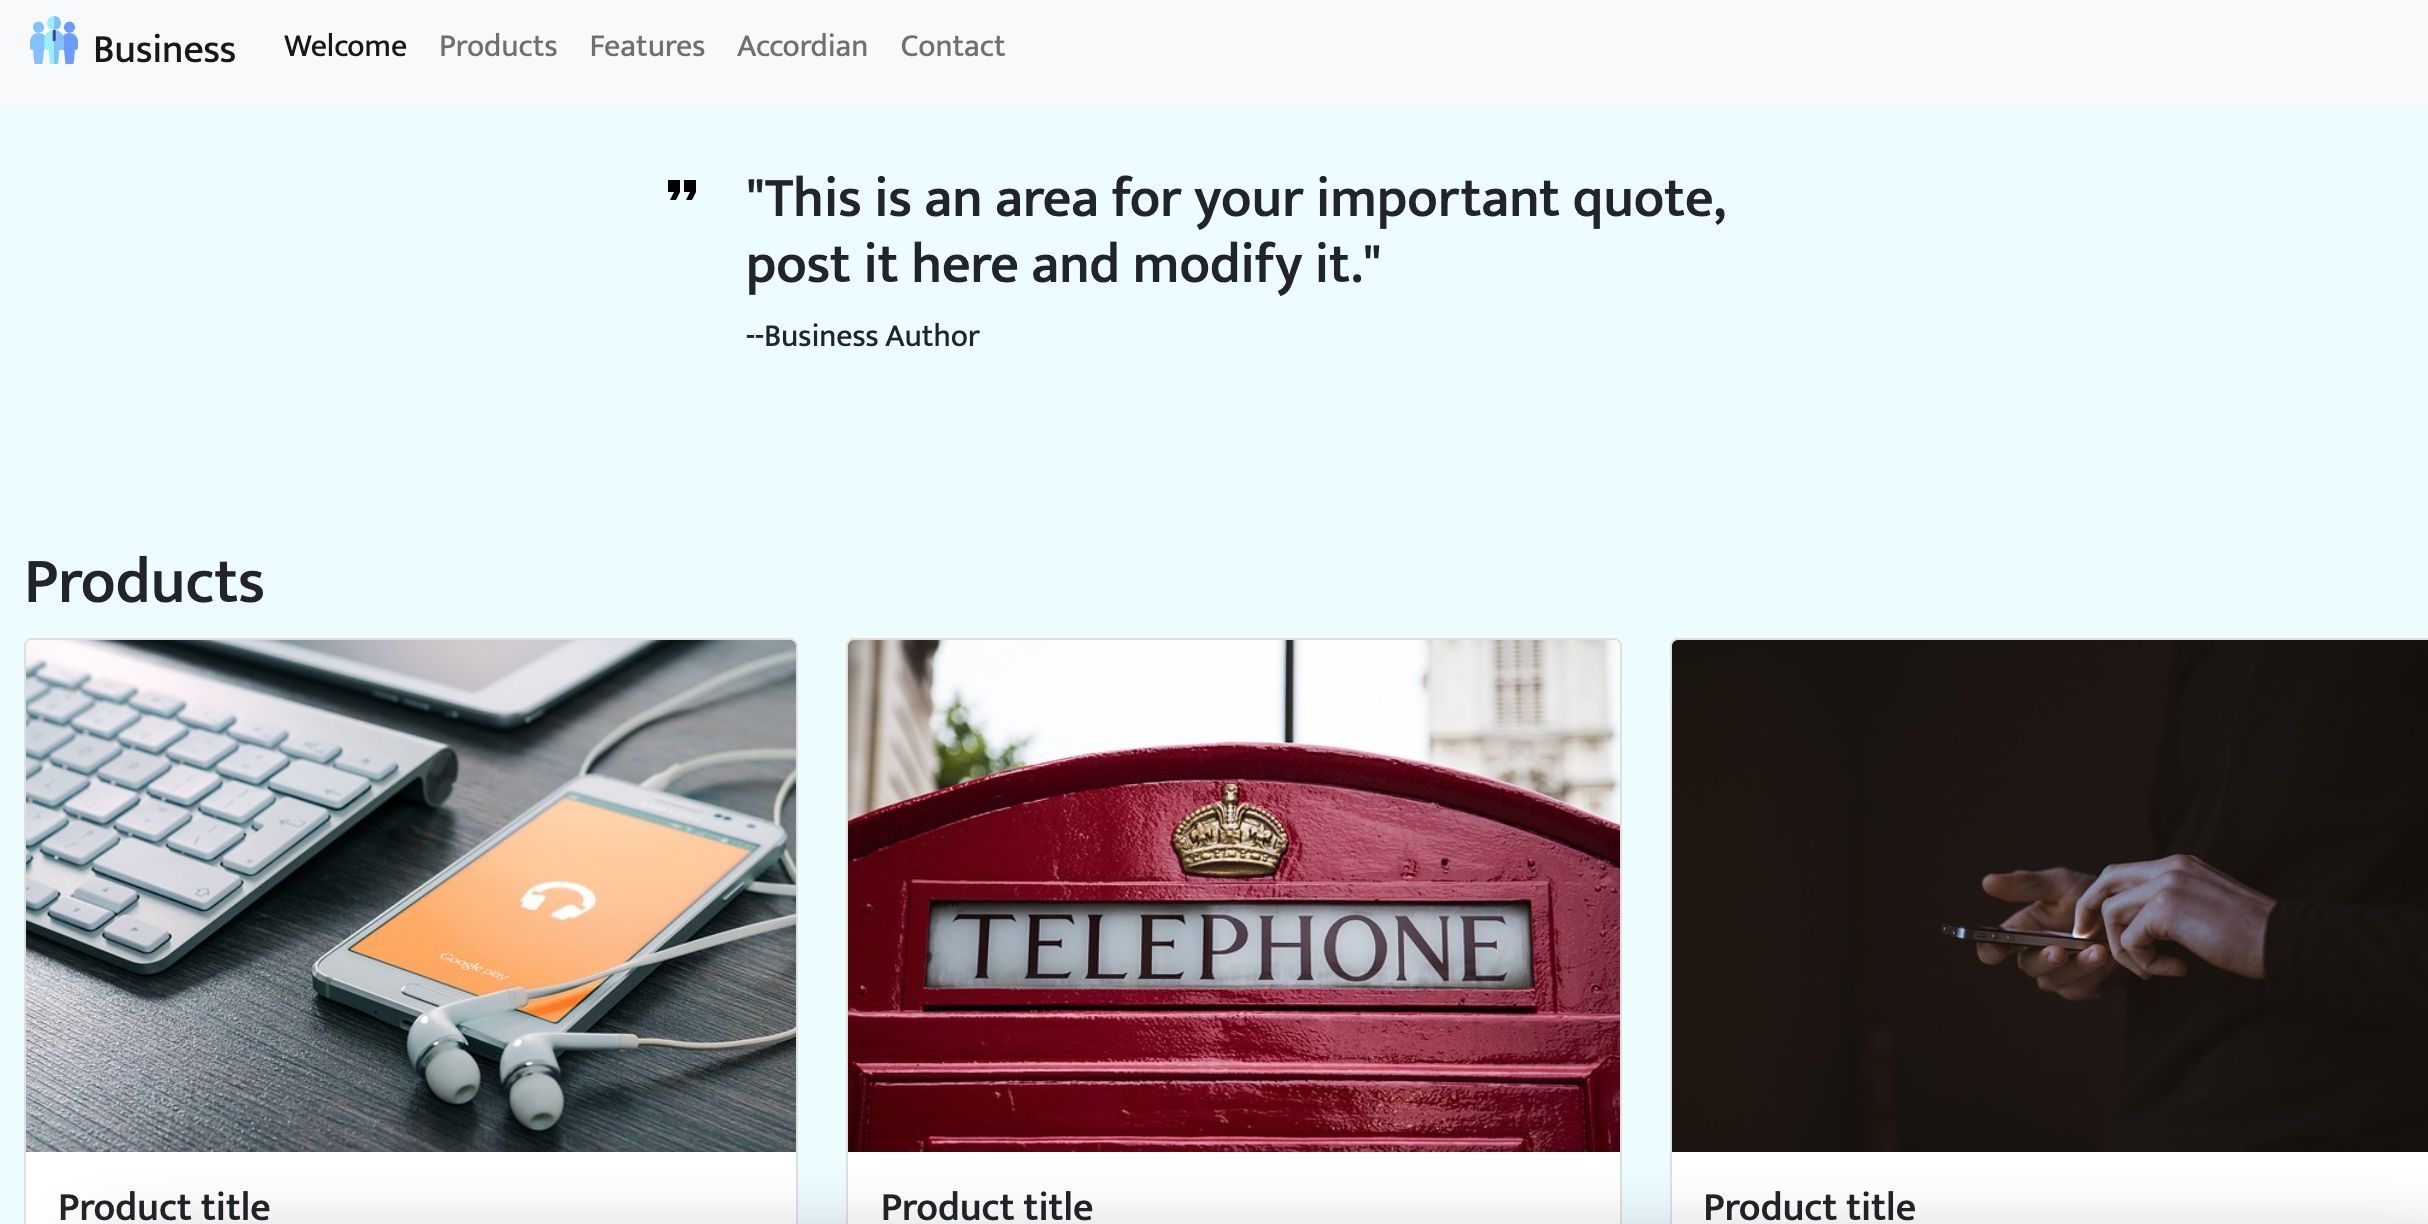 Business Welcome Products Features Accordian Contact
"This is an area for your important quote,
post it here and modify it."
--Business Author
Products
Google play
TELEPHONE
Product title
Product title
Product title